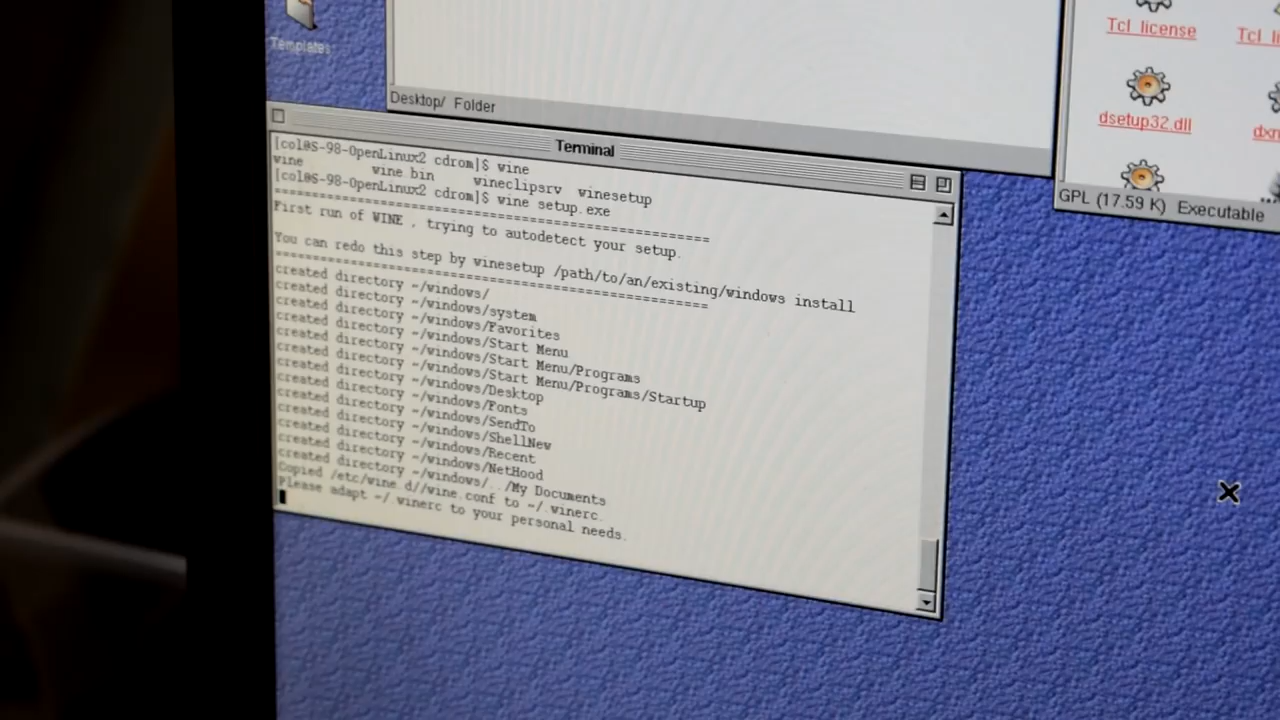 Templates
Tcl license
dsetup32.dll
GPL (17.59 K) Executable
Desktop/ Folder
Terminal
[col@S-98-OpenLinux2 cdrom]$ wine
wine wine bin wineclipsrv winesetup
[col@S-98-OpenLinux2 cdrom]$ wine setup.exe
=====================================================
First run of WINE , trying to autodetect your setup.
You can redo this step by winesetup /path/to/an/existing/windows install
=====================================================
created directory ~/windows/
created directory ~/windows/system
created directory ~/windows/Favorites
created directory ~/windows/Start Menu
created directory ~/windows/Start Menu/Programs
created directory ~/windows/Start Menu/Programs/Startup
created directory ~/windows/Desktop
created directory ~/windows/Fonts
created directory ~/windows/SendTo
created directory ~/windows/ShellNew
created directory ~/windows/Recent
created directory ~/windows/NetHood
created directory ~/windows/../My Documents
Copied /etc/wine.d//wine.conf to ~/.winerc.
Please adapt ~/ winerc to your personal needs.